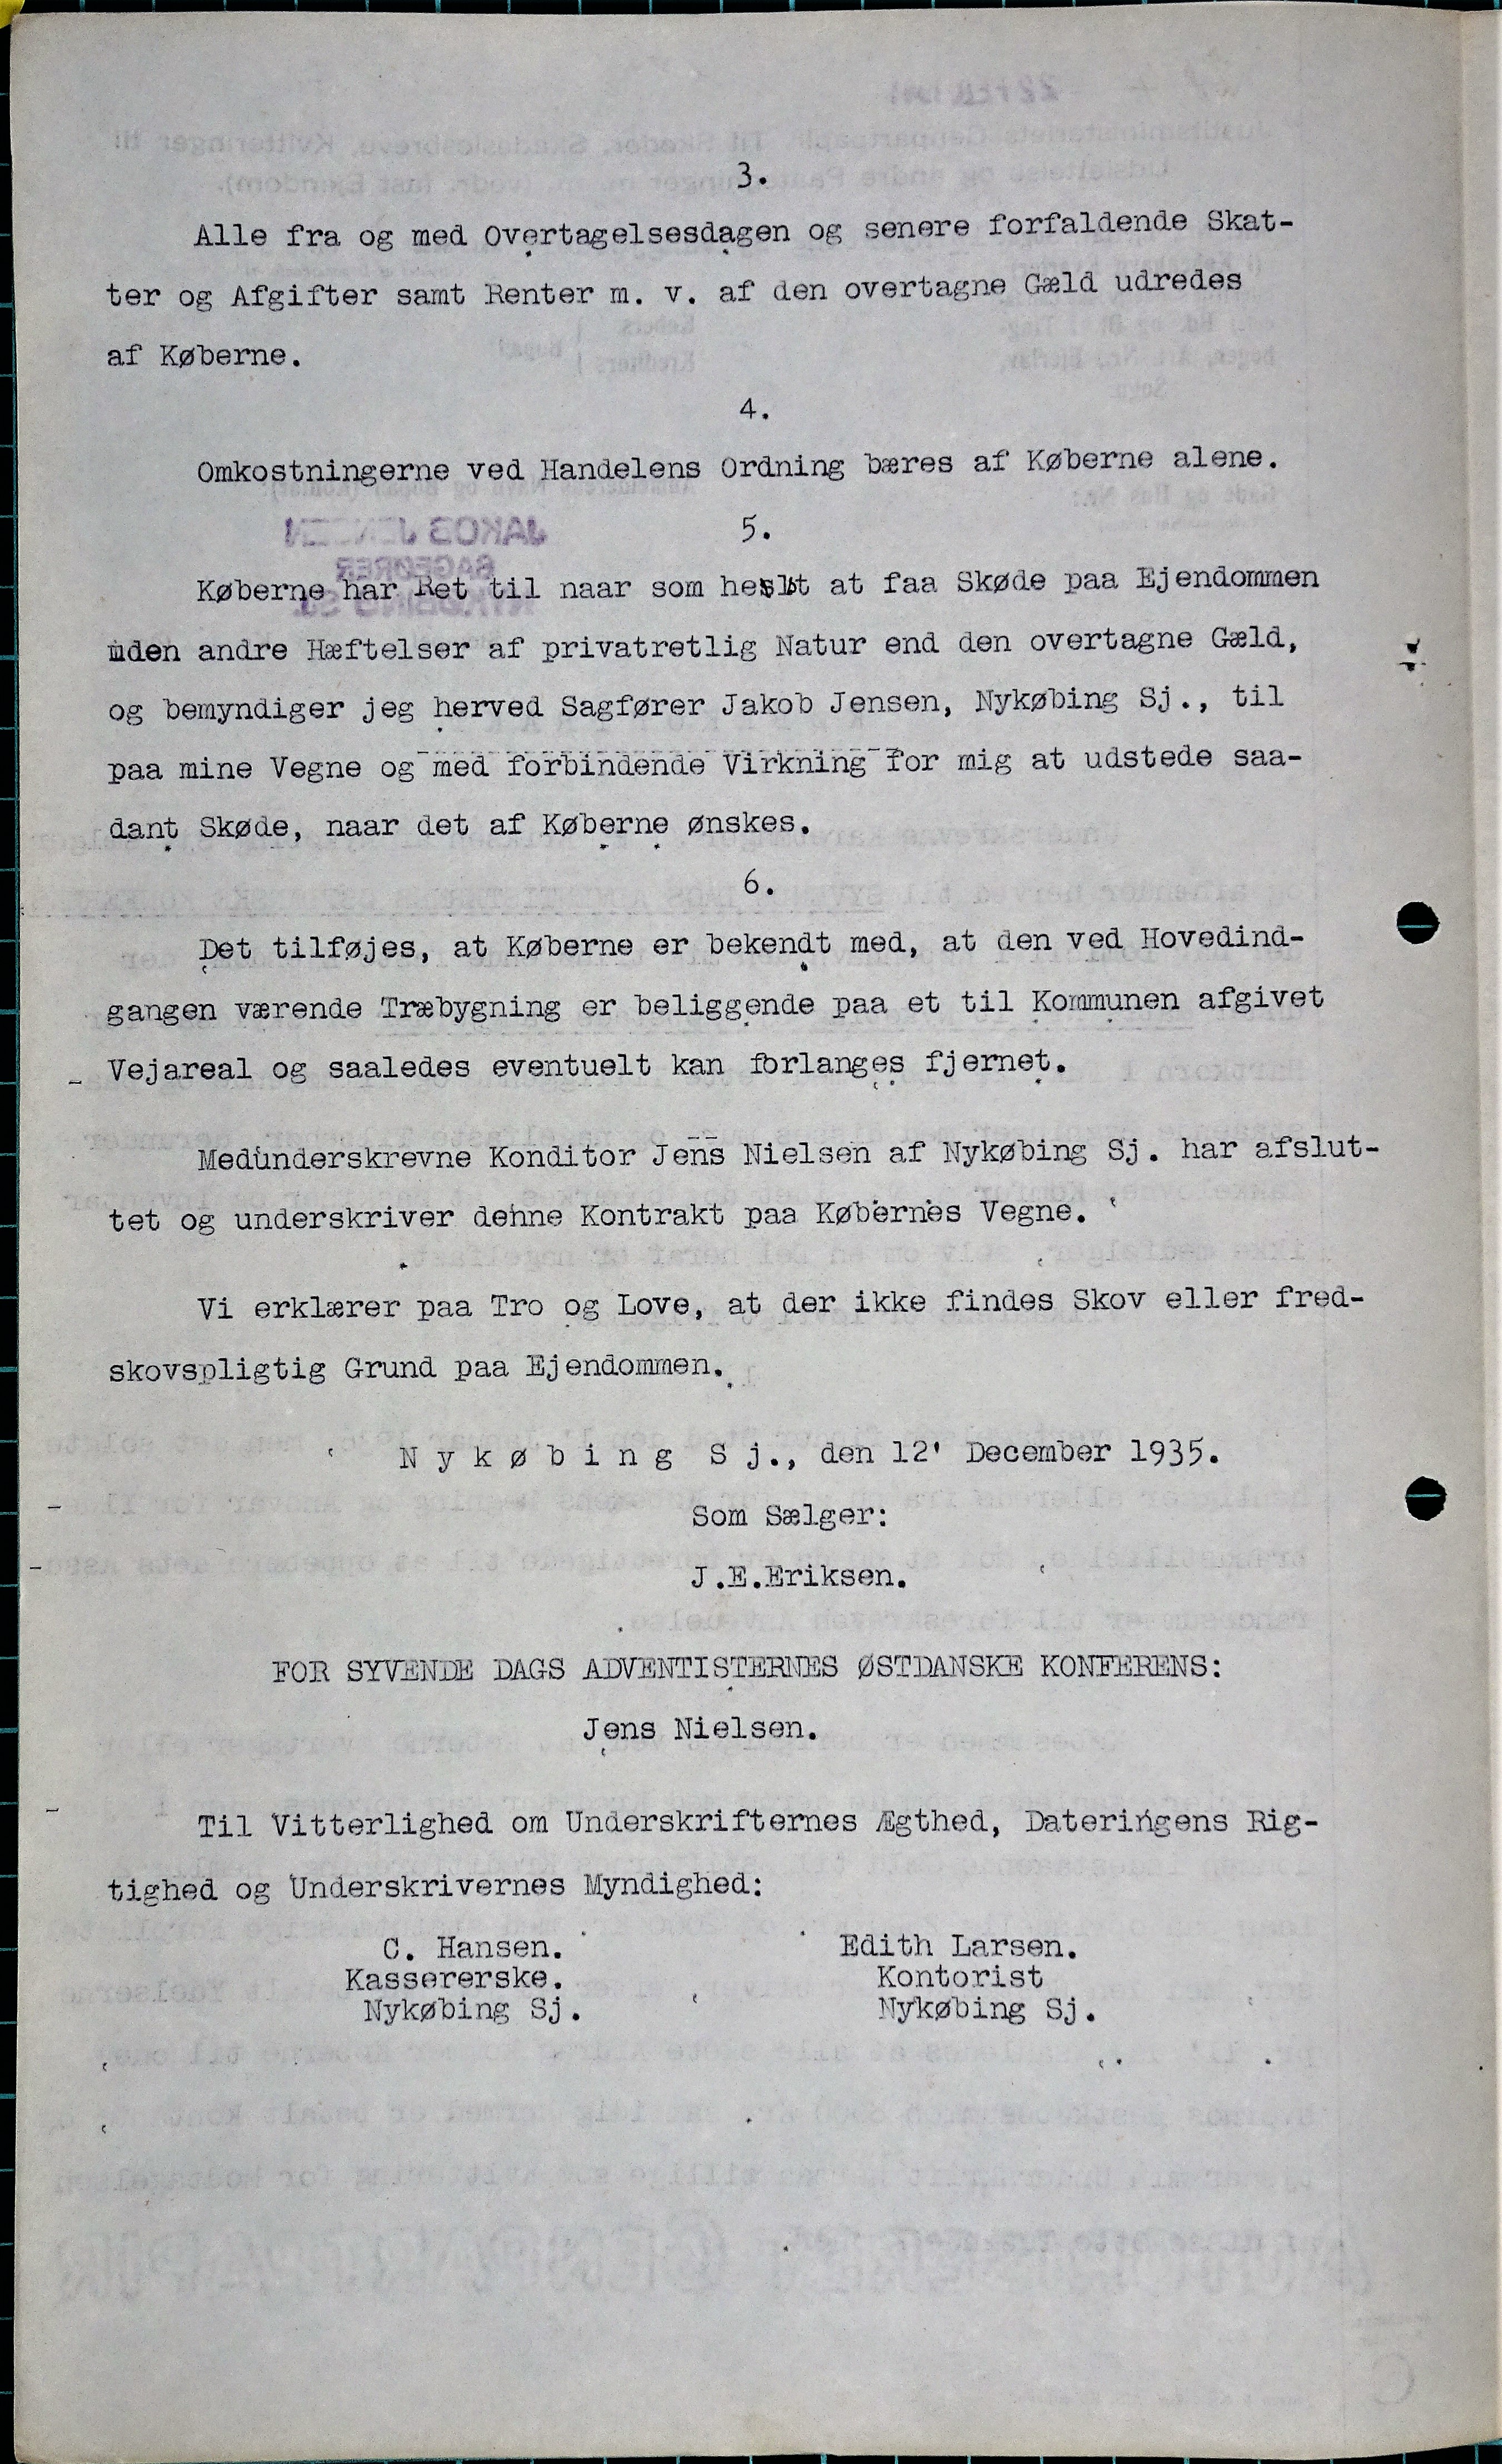 3.
Alle fra og med Overtagelsesdagen og senere forfaldende Skat-
ter og Afgifter samt Renter m. v. af den overtagne Gæld udredes
af Køberne.
4.
Omkostningerne ved Handelens Ordning bæres af Køberne alene.
5.
Køberne har Ret til naar som helst at faa Skøde paa Ejendommen
uden andre Hæftelser af privatretlig Natur end den overtagne Gæld,
og bemyndiger jeg herved Sagfører Jakob Jensen, Nykøbing Sj., til
paa mine Vegne og med forbindende Virkning for mig at udstede saa-
dant Skøde, naar det af Køberne ønskes.
6.
Det tilføjes, at Køberne er bekendt med, at den ved Hovedind-
gangen værende Træbygning er beliggende paa et til Kommunen afgivet
Vejareal og saaledes eventuelt kan forlanges fjernet.
Medunderskrevne Konditor Jens Nielsen af Nykøbing Sj. har afslut-
tet og underskriver denne Kontrakt paa Købernes Vegne.
Vi erklærer paa Tro og Love, at der ikke findes Skov eller fred-
skovspligtig Grund paa Ejendommen.
N y k ø b i n g  S j., den 12' December 1935.
Som Sælger:
J.E.Eriksen.
FOR SYVENDE DAGS ADVENTISTERNES ØSTDANSKE KONFERENS:
Jens Nielsen.
Til Vitterlighed om Underskrifternes Ægthed, Dateringens Rig-
tighed og Underskrivernes Myndighed:
C. Hansen. Edith Larsen.
Kassererske. Kontorist
Nykøbing Sj. Nykøbing Sj.